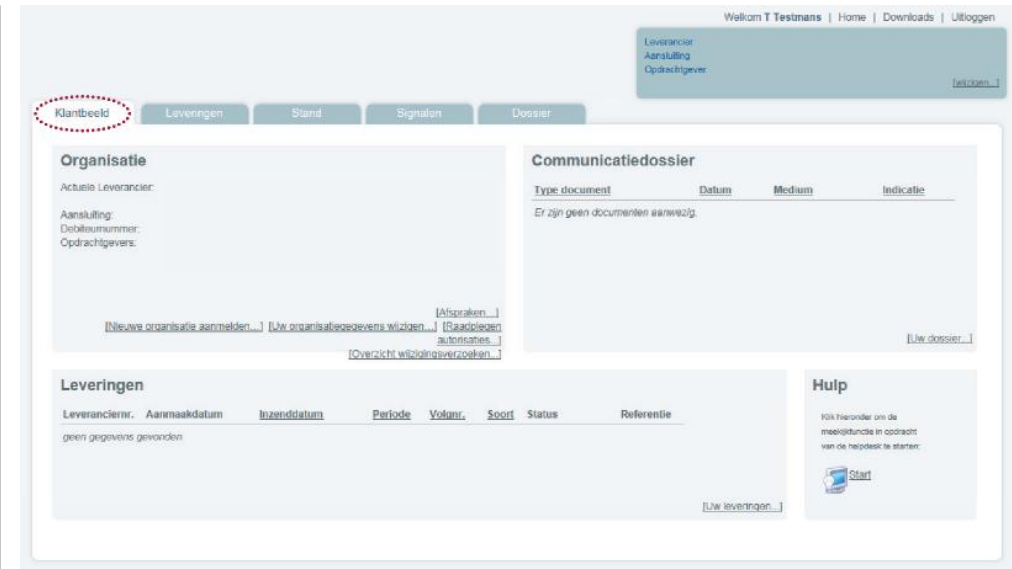 Welkom T Testmans | Home | Downloads | Uitloggen
Leverancier
Aansluiting
Opdrachtgever
[wijzigen...]
Klantbeeld
Leveringen
Stand
Signalen
Dossier
Organisatie
Actuele Leverancier:
Aansluiting:
Debiteurnummer:
Opdrachtgevers:
[Afspraken...]
[Nieuwe organisatie aanmelden...] [Uw organisatiegegevens wijzigen...] [Raadplegen
autorisaties...]
[Overzicht wijzigingsverzoeken...]
Communicatiedossier
Type document Datum Medium Indicatie
Er zijn geen documenten aanwezig.
[Uw dossier...]
Leveringen
Leveranciernr. Aanmaakdatum Inzenddatum Periode Volgnr. Soort Status Referentie
geen gegevens gevonden
[Uw leveringen...]
Hulp
Klik hieronder om de
meekijkfunctie in opdracht
van de helpdesk te starten:
Start